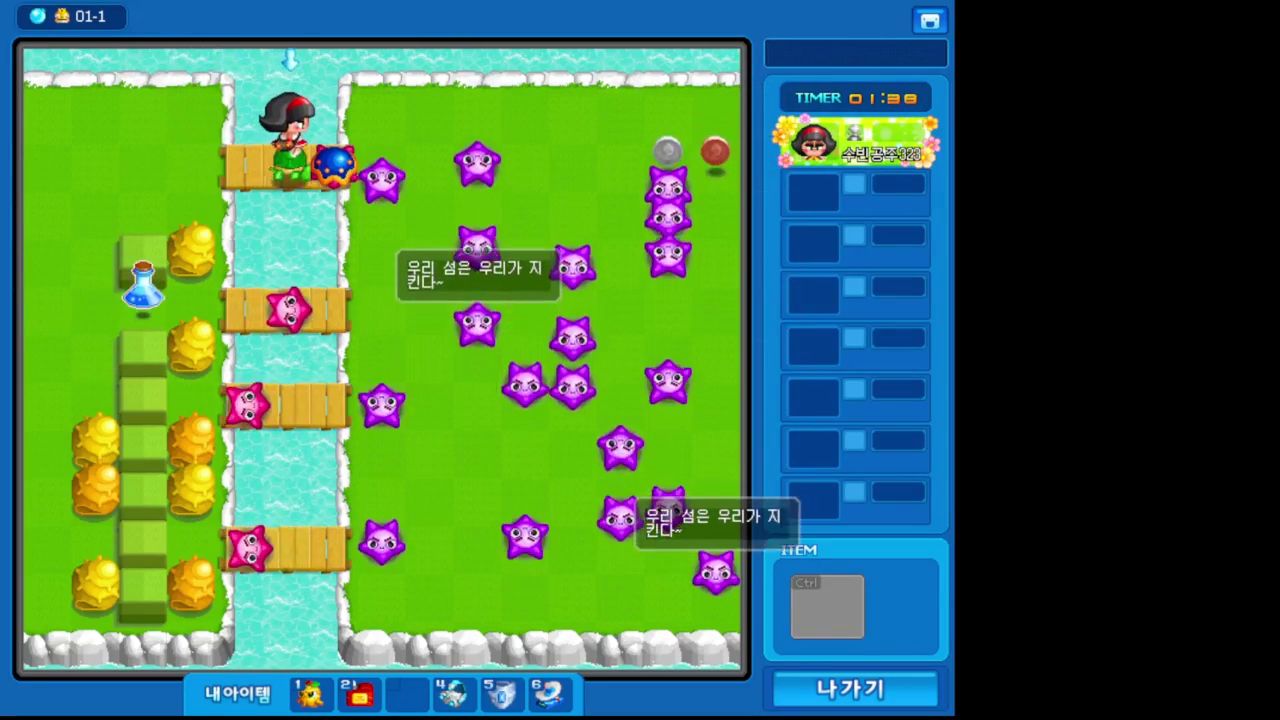 01-1
TIMER 01:38
수빈공주023
우리 섬은 우리가 지
킨다~
우리 섬은 우리가 지
킨다~
ITEM
Ctrl
내아이템
1
2
4
5
6
나가기